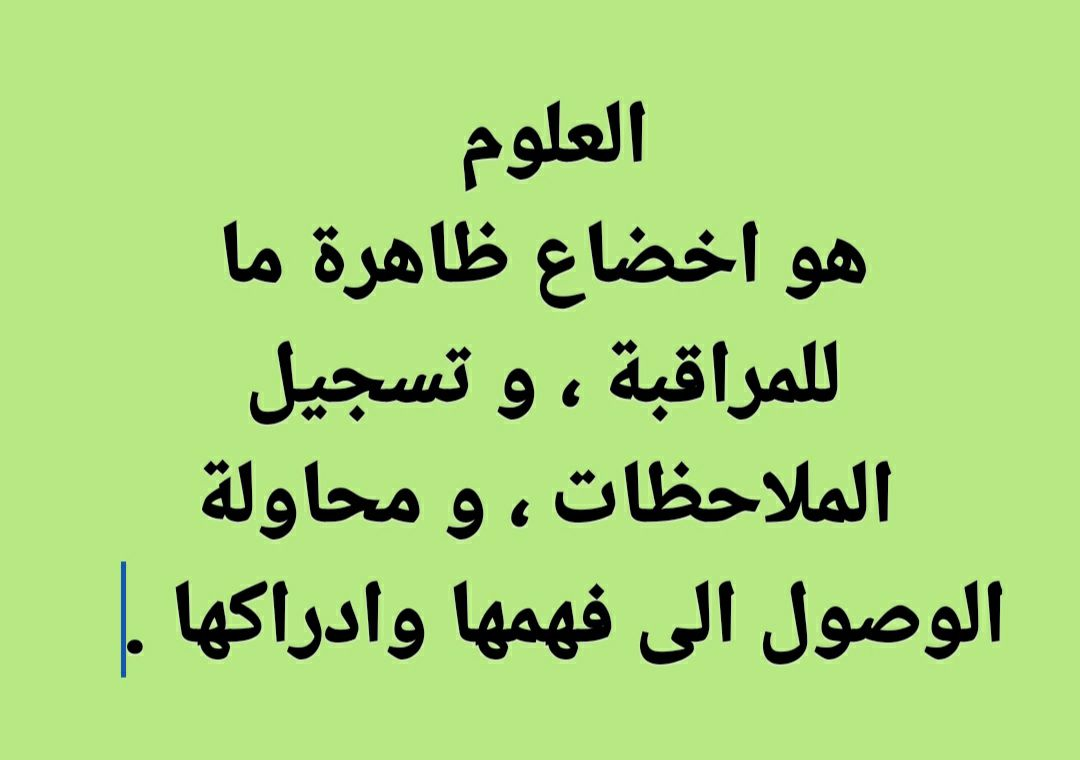 العلوم
هو اخضاع ظاهرة ما
للمراقبة ، و تسجيل
الملاحظات ، و محاولة
الوصول الى فهمها وادراكها .